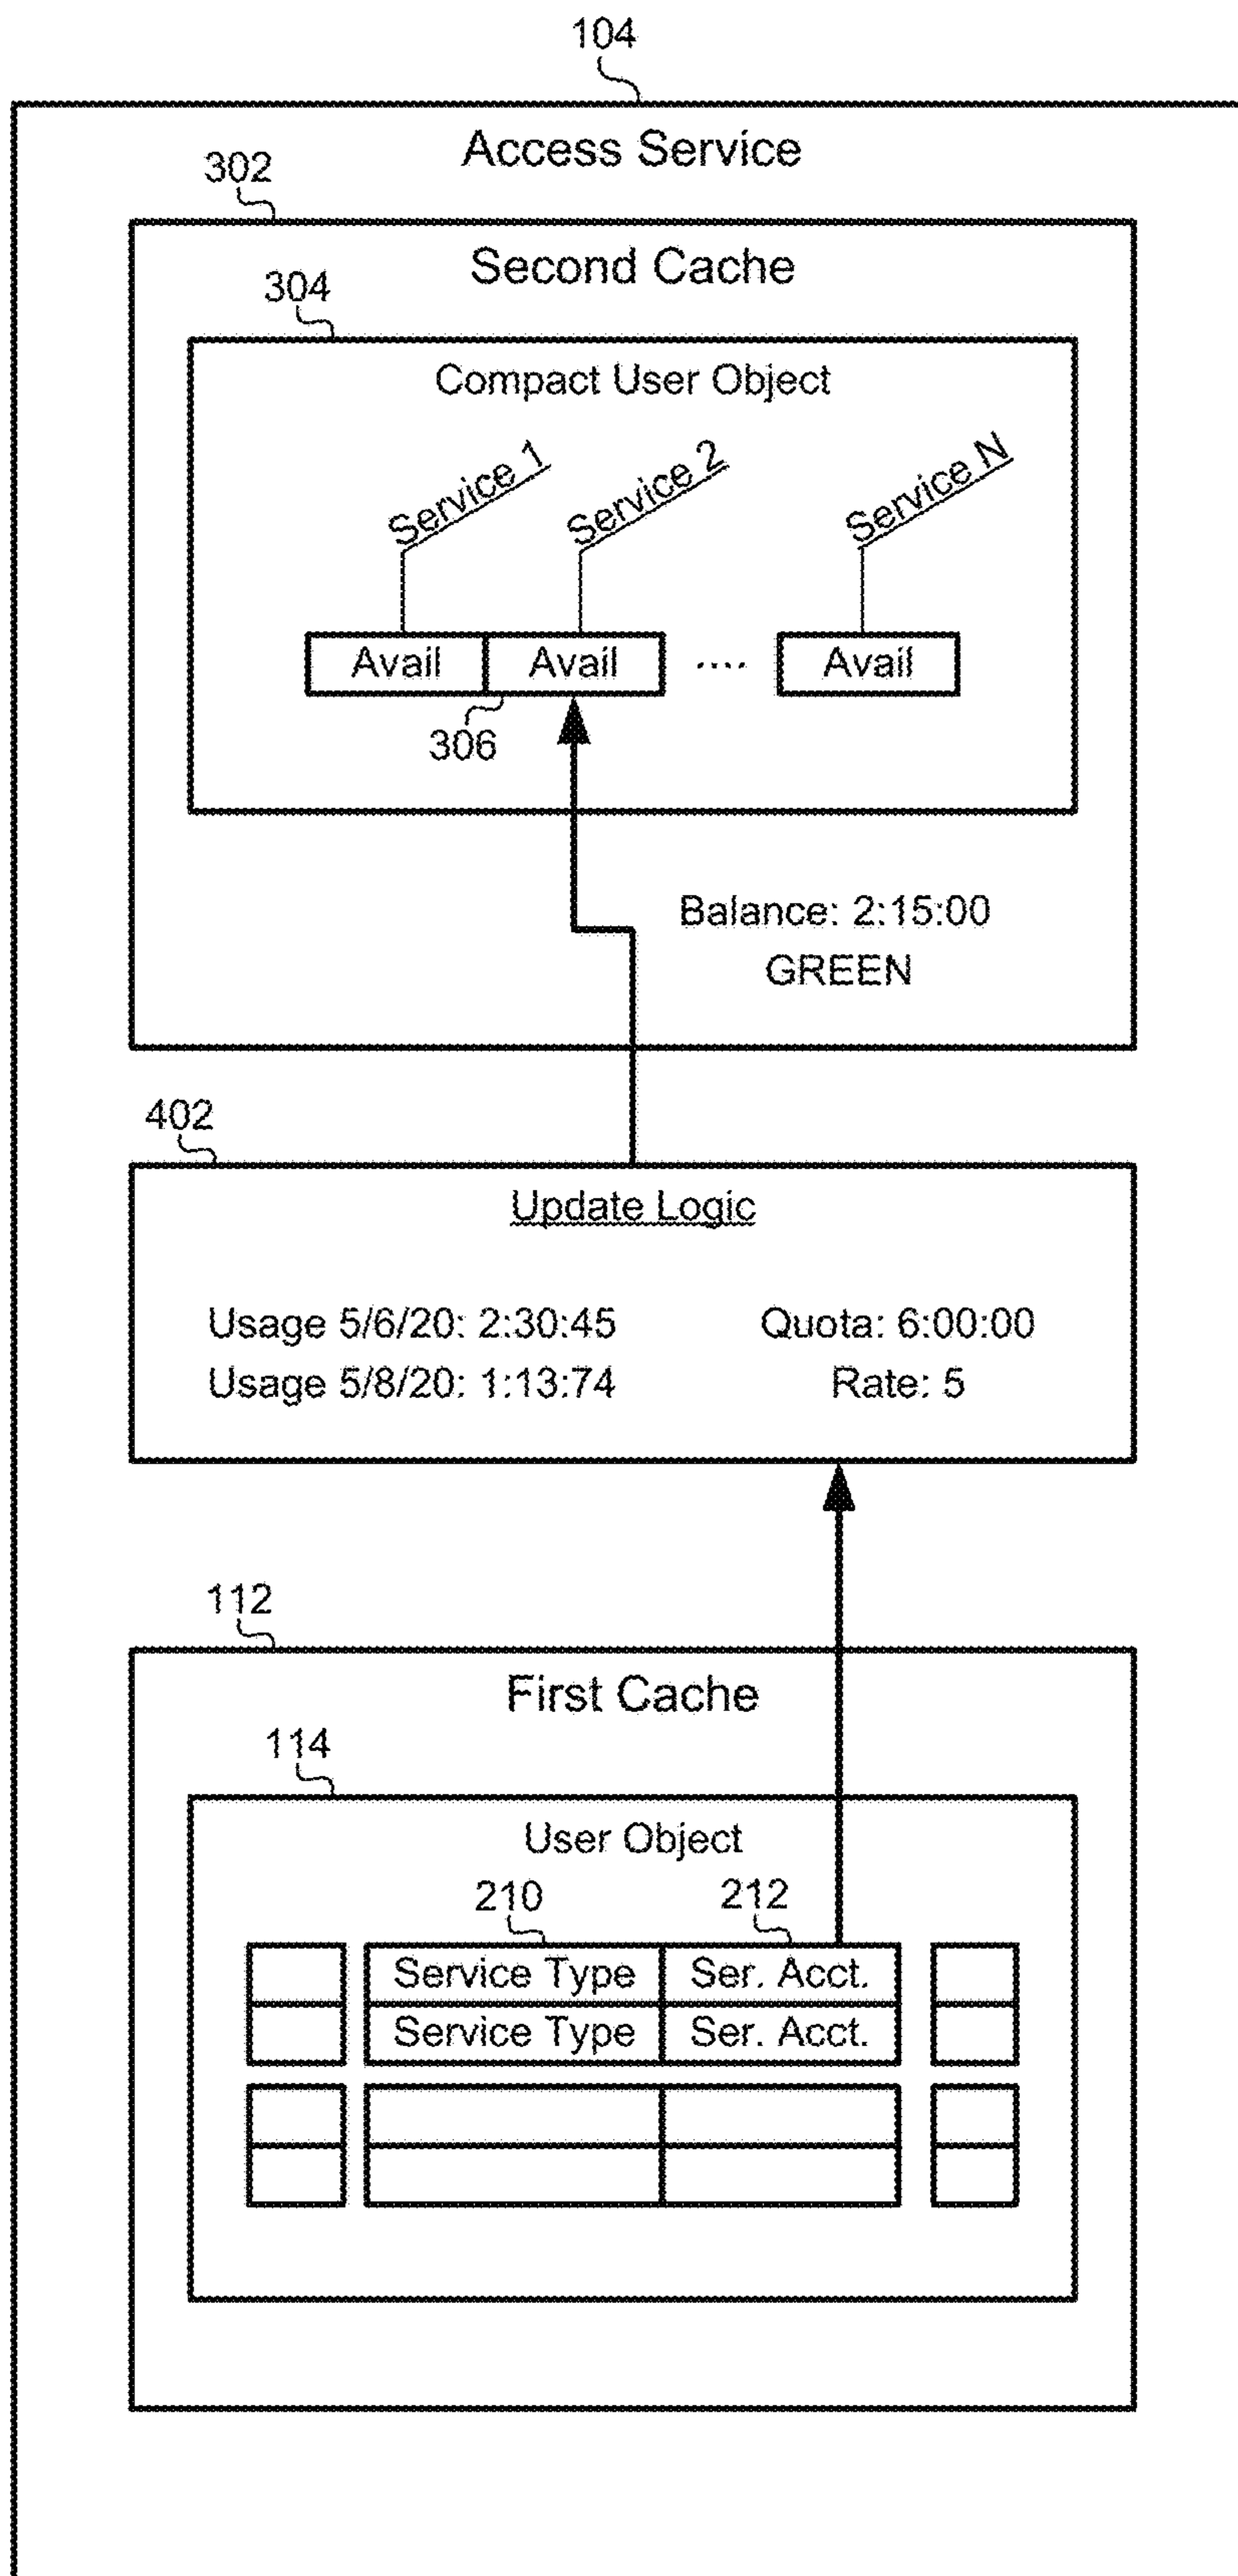 104
Access Service
302
Second Cache
304
Compact User Object
Service 1 Service 2 Service N
Avail Avail .... Avail
306
Balance: 2:15:00
GREEN
402
Update Logic
Usage 5/6/20: 2:30:45 Quota: 6:00:00
Usage 5/8/20: 1:13:74 Rate: 5
112
First Cache
114
User Object
210 212
Service Type Ser. Acct.
Service Type Ser. Acct.